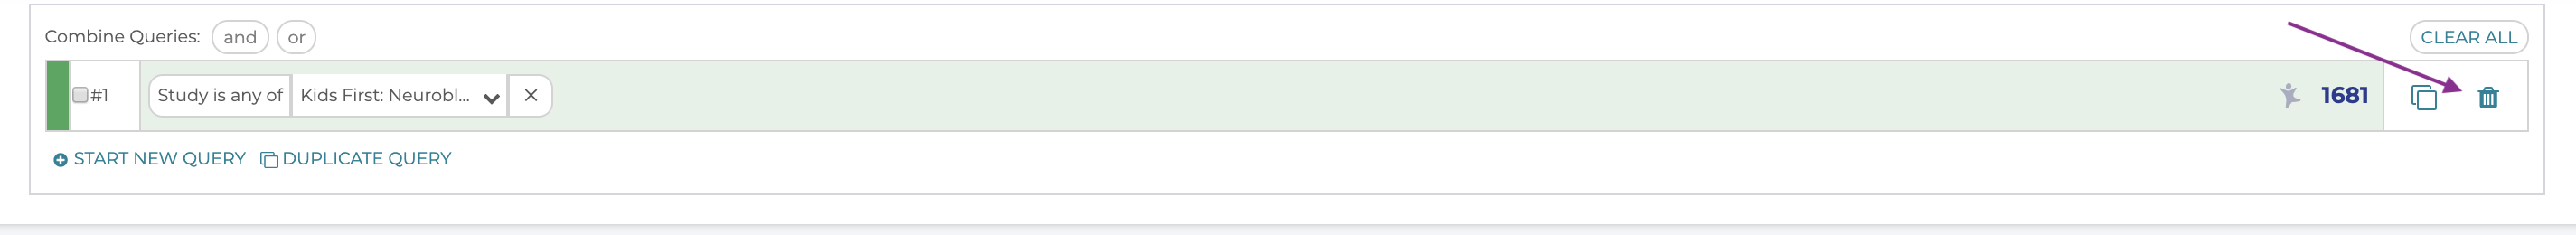 Combine Queries: and or CLEAR ALL
#1 Study is any of Kids First: Neurobl... 1681
START NEW QUERY DUPLICATE QUERY